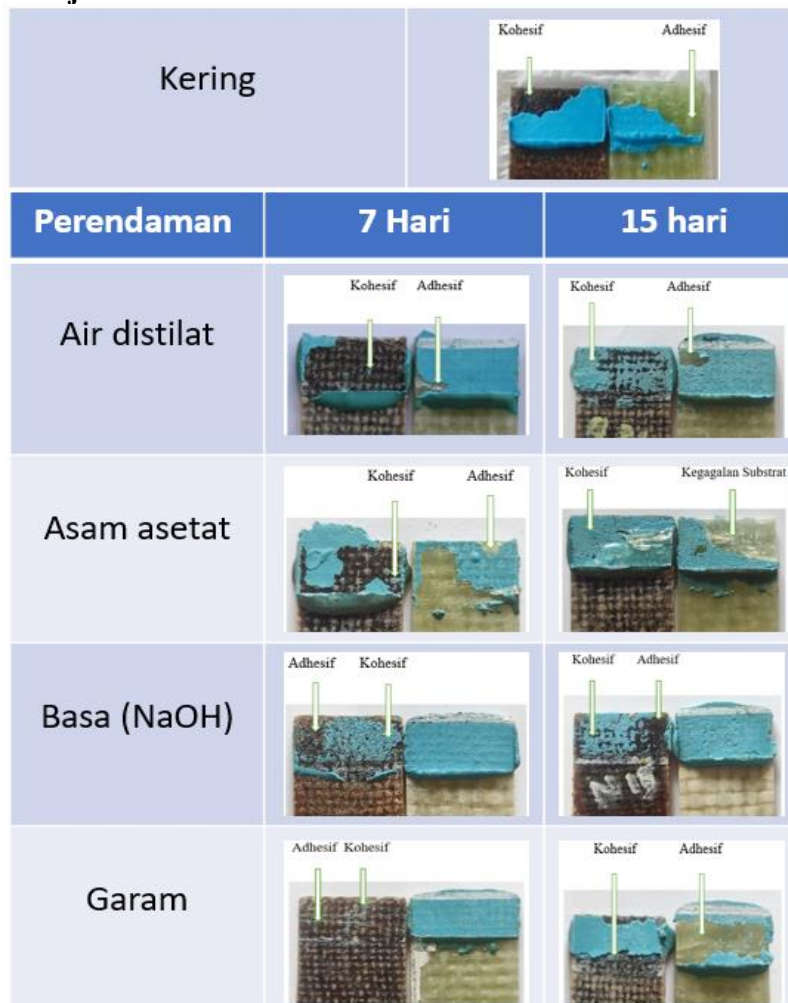 Kohesif Adhesif
Kering
Perendaman 7 Hari 15 hari
Kohesif Adhesif Kohesif Adhesif
Air distilat
Kohesif Adhesif Kohesif Kegagalan Substrat
Asam asetat
Adhesif Kohesif Kohesif Adhesif
Basa (NaOH)
Adhesif Kohesif Kohesif Adhesif
Garam